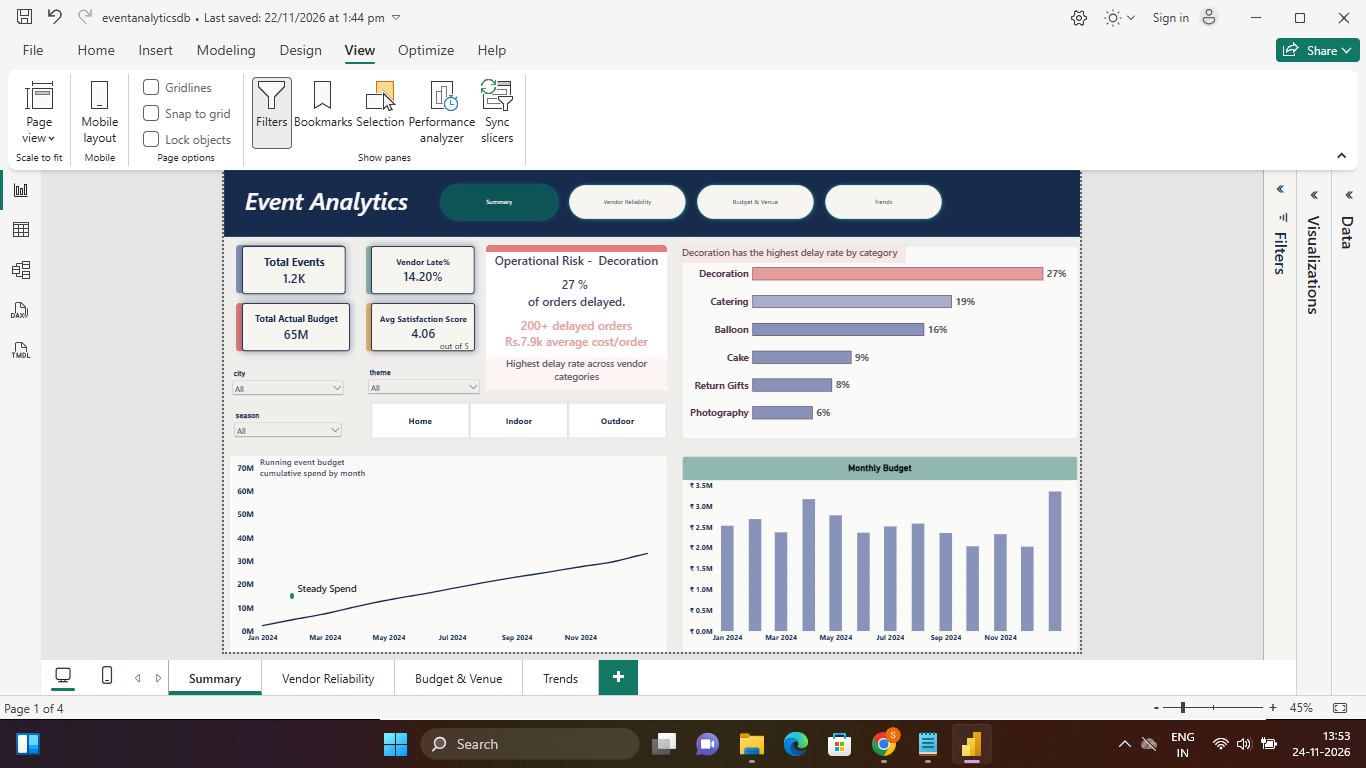 eventanalyticsdb • Last saved: 22/11/2026 at 1:44 pm
Sign in
File
Home
Insert
Modeling
Design
View
Optimize
Help
Share
Page view
Scale to fit
Mobile layout
Mobile
Gridlines
Snap to grid
Lock objects
Page options
Filters
Bookmarks
Selection
Performance analyzer
Sync slicers
Show panes
DAX
TMDL
Event Analytics
Summary
Vendor Reliability
Budget & Venue
Trends
Total Events
1.2K
Vendor Late%
14.20%
Total Actual Budget
65M
Avg Satisfaction Score
4.06
out of 5
city
All
theme
All
season
All
Home
Indoor
Outdoor
Operational Risk - Decoration
27 %
of orders delayed.
200+ delayed orders
Rs.7.9k average cost/order
Highest delay rate across vendor
categories
Decoration has the highest delay rate by category
Decoration 27%
Catering 19%
Balloon 16%
Cake 9%
Return Gifts 8%
Photography 6%
Running event budget
cumulative spend by month
70M
60M
50M
40M
30M
20M
10M
0M
Steady Spend
Jan 2024 Mar 2024 May 2024 Jul 2024 Sep 2024 Nov 2024
Monthly Budget
₹ 3.5M
₹ 3.0M
₹ 2.5M
₹ 2.0M
₹ 1.5M
₹ 1.0M
₹ 0.5M
₹ 0.0M
Jan 2024 Mar 2024 May 2024 Jul 2024 Sep 2024 Nov 2024
Filters
Visualizations
Data
Summary
Vendor Reliability
Budget & Venue
Trends
+
Page 1 of 4
- + 45%
Search
S
ENG
IN
13:53
24-11-2026